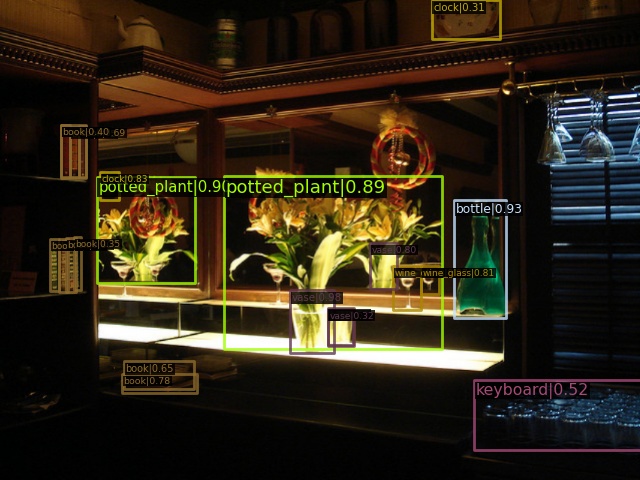 clock|0.31
book|0.40
69
clock|0.83
potted_plant|0.9
potted_plant|0.89
bottle|0.93
book|0.35
vase|0.80
wine_glass|0.81
vase|0.98
vase|0.32
book|0.65
book|0.78
keyboard|0.52